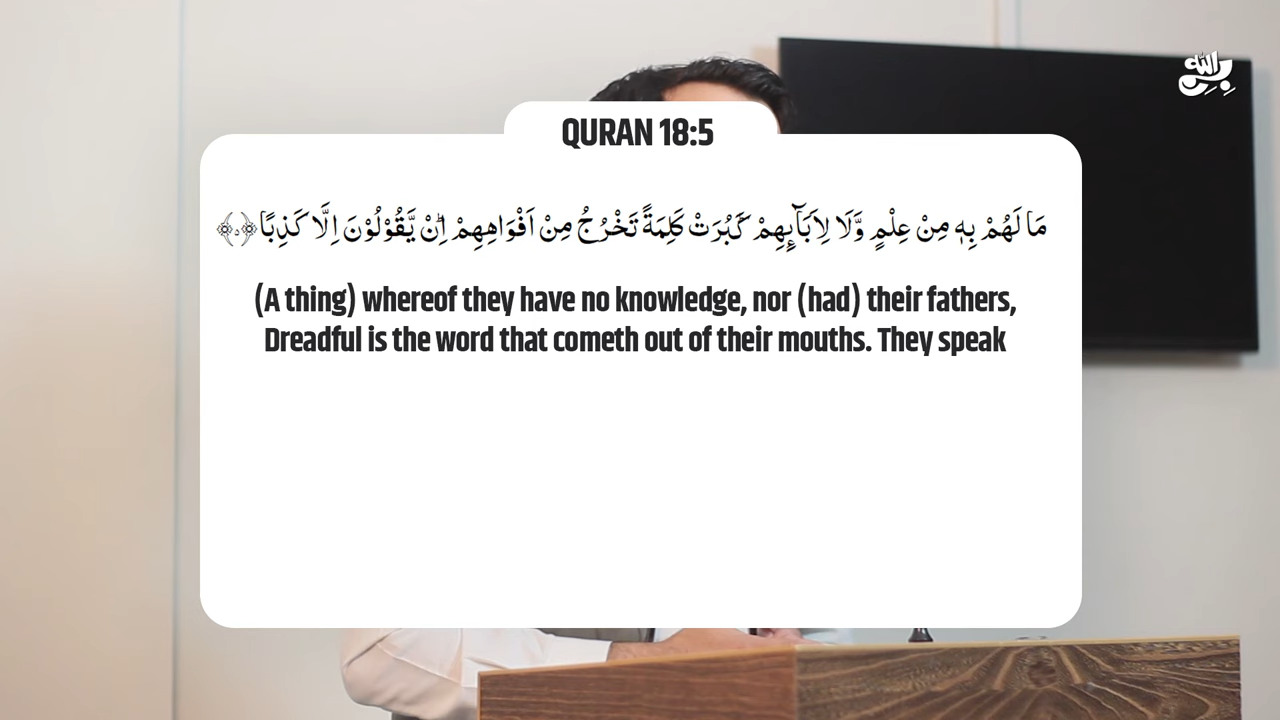 QURAN 18:5
مَا لَهُمْ بِهٖ مِنْ عِلْمٍ وَّلَا لِاٰبَآئِهِمْ كَبُرَتْ كَلِمَةً تَخْرُجُ مِنْ اَفْوَاهِهِمْ اِنْ يَّقُوْلُوْنَ اِلَّا كَذِبًا ﴿۵﴾
(A thing) whereof they have no knowledge, nor (had) their fathers,
Dreadful is the word that cometh out of their mouths. They speak